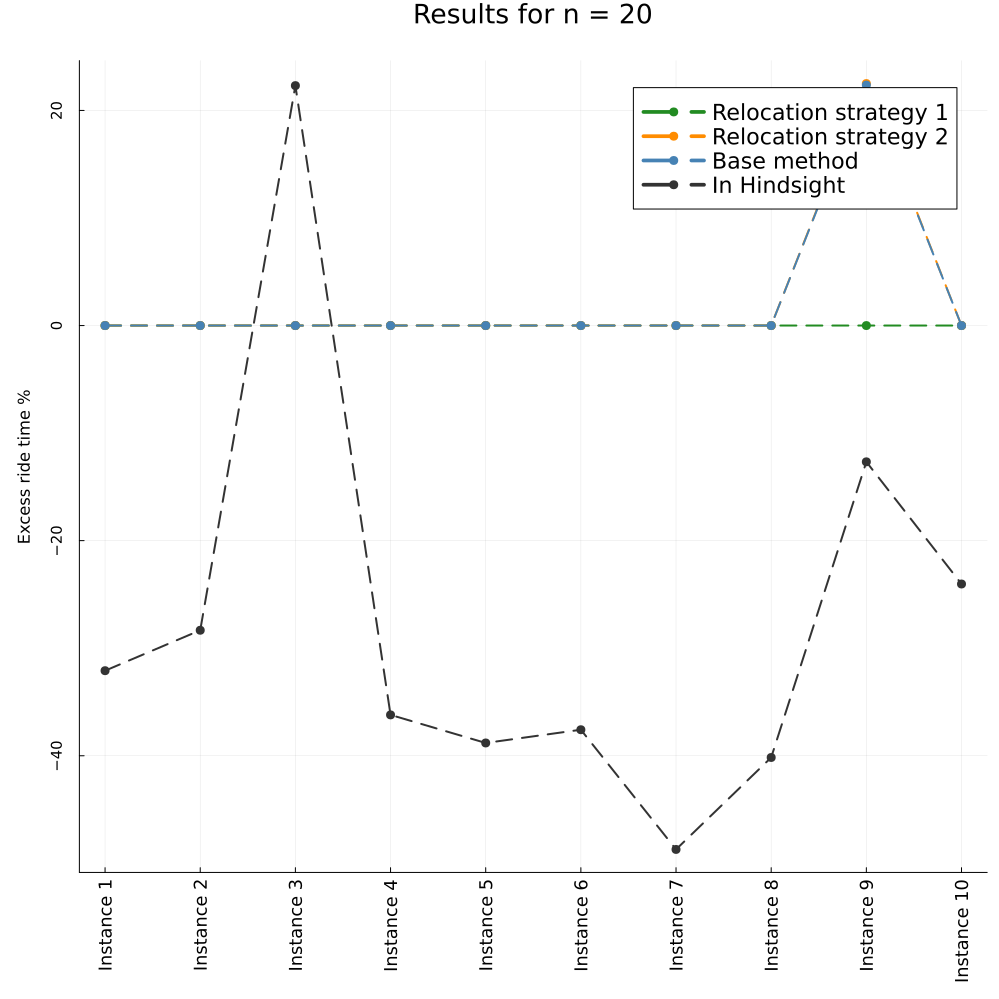 Results for n = 20
Relocation strategy 1
Relocation strategy 2
Base method
In Hindsight
Excess ride time %
20
0
−20
−40
Instance 1
Instance 2
Instance 3
Instance 4
Instance 5
Instance 6
Instance 7
Instance 8
Instance 9
Instance 10